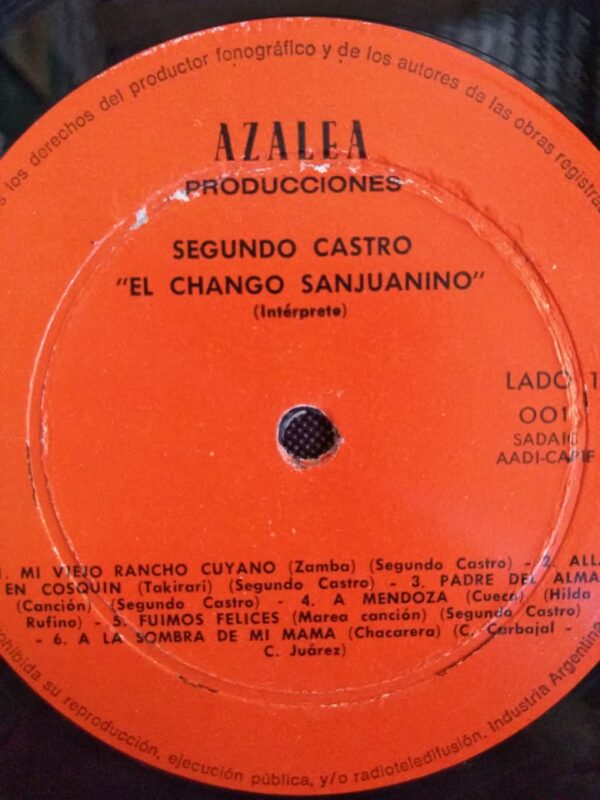 s los derechos del productor fonográfico y de los autores de las obras registra
AZALEA
PRODUCCIONES
SEGUNDO CASTRO
"EL CHANGO SANJUANINO"
(Intérprete)
LADO 1
001
SADAIC
AADI-CAPIF
1. MI VIEJO RANCHO CUYANO (Zamba) (Segundo Castro) - 2. ALLA
EN COSQUIN (Takirari) (Segundo Castro) - 3. PADRE DEL ALMA
(Canción) (Segundo Castro) - 4. A MENDOZA (Cueca) (Hilda
Rufino) - 5. FUIMOS FELICES (Marea canción) (Segundo Castro)
- 6. A LA SOMBRA DE MI MAMA (Chacarera) (C. Carbajal -
C. Juárez)
rohibida su reproducción, ejecución pública, y/o radioteledifusión. Industria Argentina